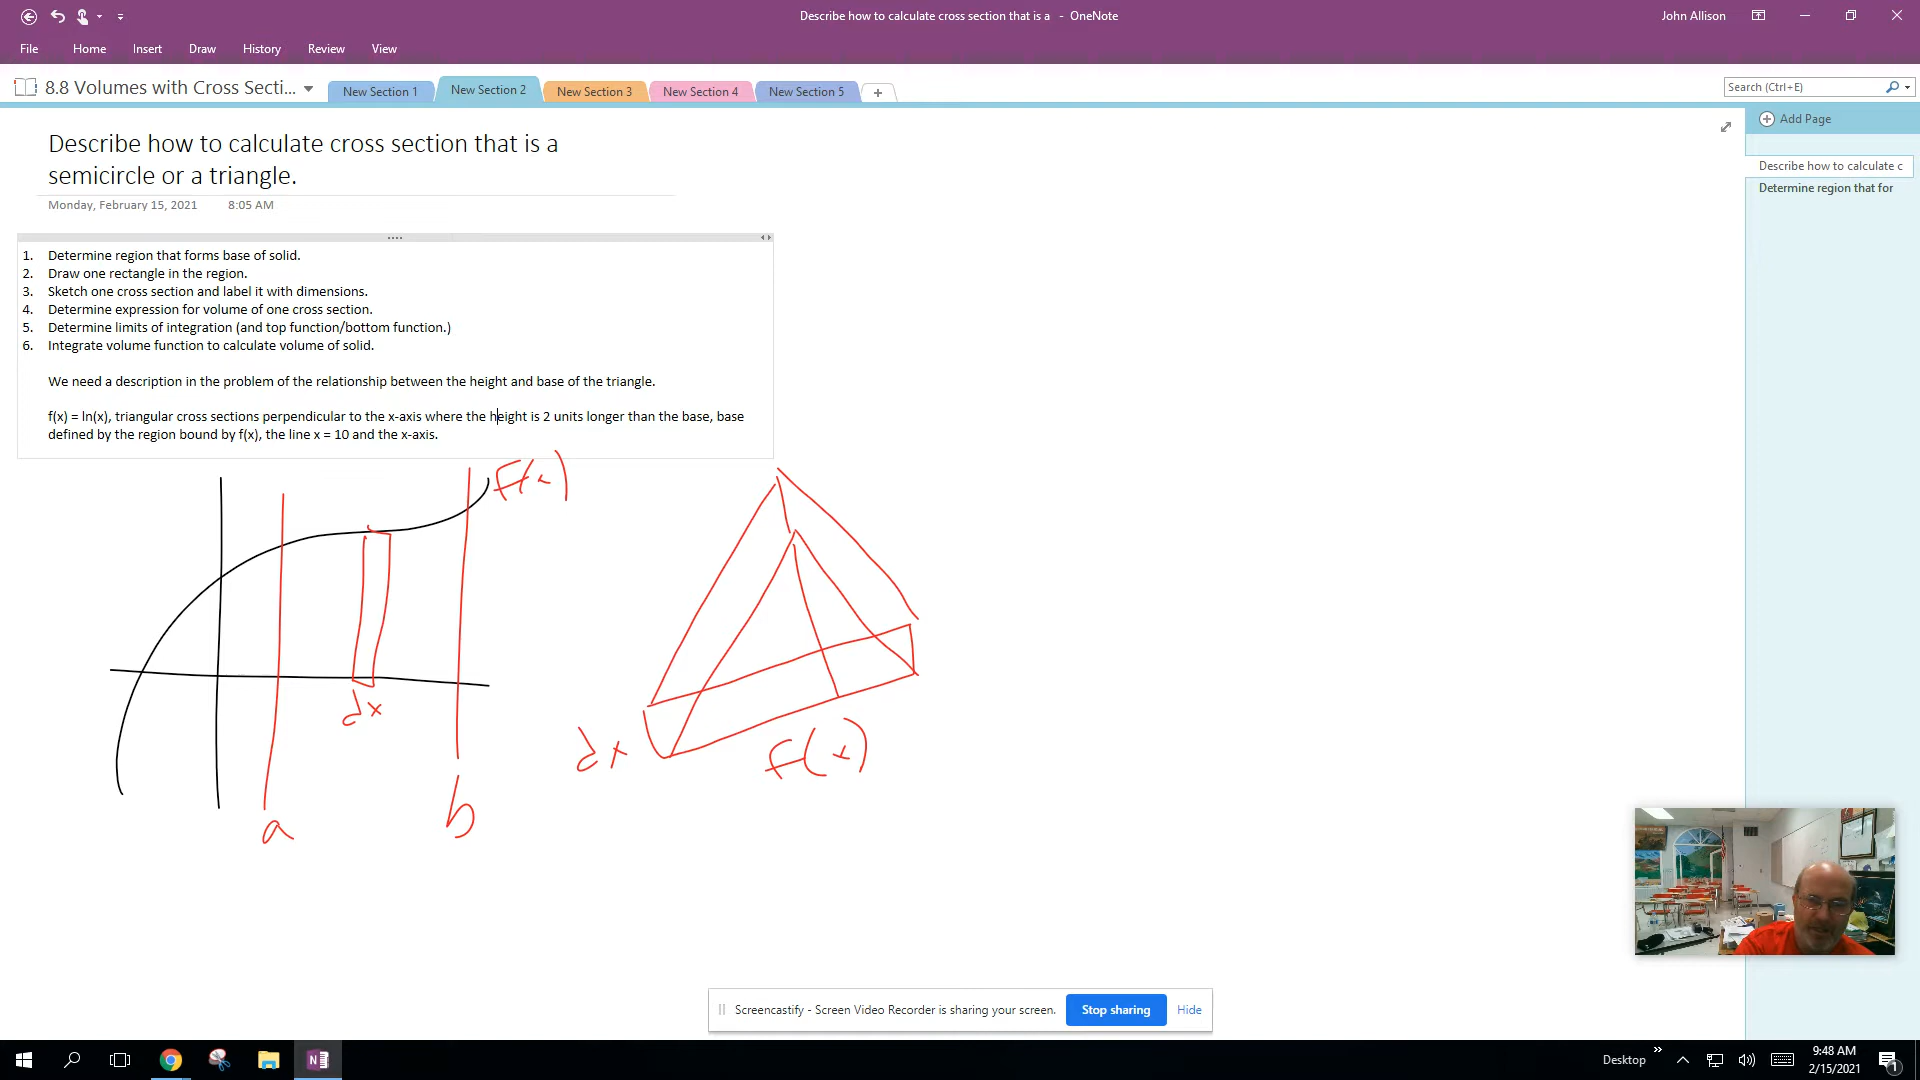 Describe how to calculate cross section that is a - OneNote
John Allison
File Home Insert Draw History Review View
8.8 Volumes with Cross Secti...
New Section 1
New Section 2
New Section 3
New Section 4
New Section 5
Search (Ctrl+E)
Add Page
Describe how to calculate c
Determine region that for
Describe how to calculate cross section that is a
semicircle or a triangle.
Monday, February 15, 2021 8:05 AM
1. Determine region that forms base of solid.
2. Draw one rectangle in the region.
3. Sketch one cross section and label it with dimensions.
4. Determine expression for volume of one cross section.
5. Determine limits of integration (and top function/bottom function.)
6. Integrate volume function to calculate volume of solid.
We need a description in the problem of the relationship between the height and base of the triangle.
f(x) = ln(x), triangular cross sections perpendicular to the x-axis where the height is 2 units longer than the base, base
defined by the region bound by f(x), the line x = 10 and the x-axis.
f(x)
dx
a
b
dx
f(x)
Screencastify - Screen Video Recorder is sharing your screen.
Stop sharing
Hide
Desktop
9:48 AM
2/15/2021
1